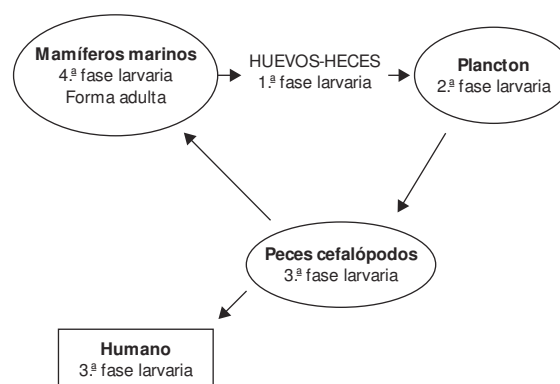 Mamíferos marinos
4.ª fase larvaria
Forma adulta
HUEVOS-HECES
1.ª fase larvaria
Plancton
2.ª fase larvaria
Peces cefalópodos
3.ª fase larvaria
Humano
3.ª fase larvaria